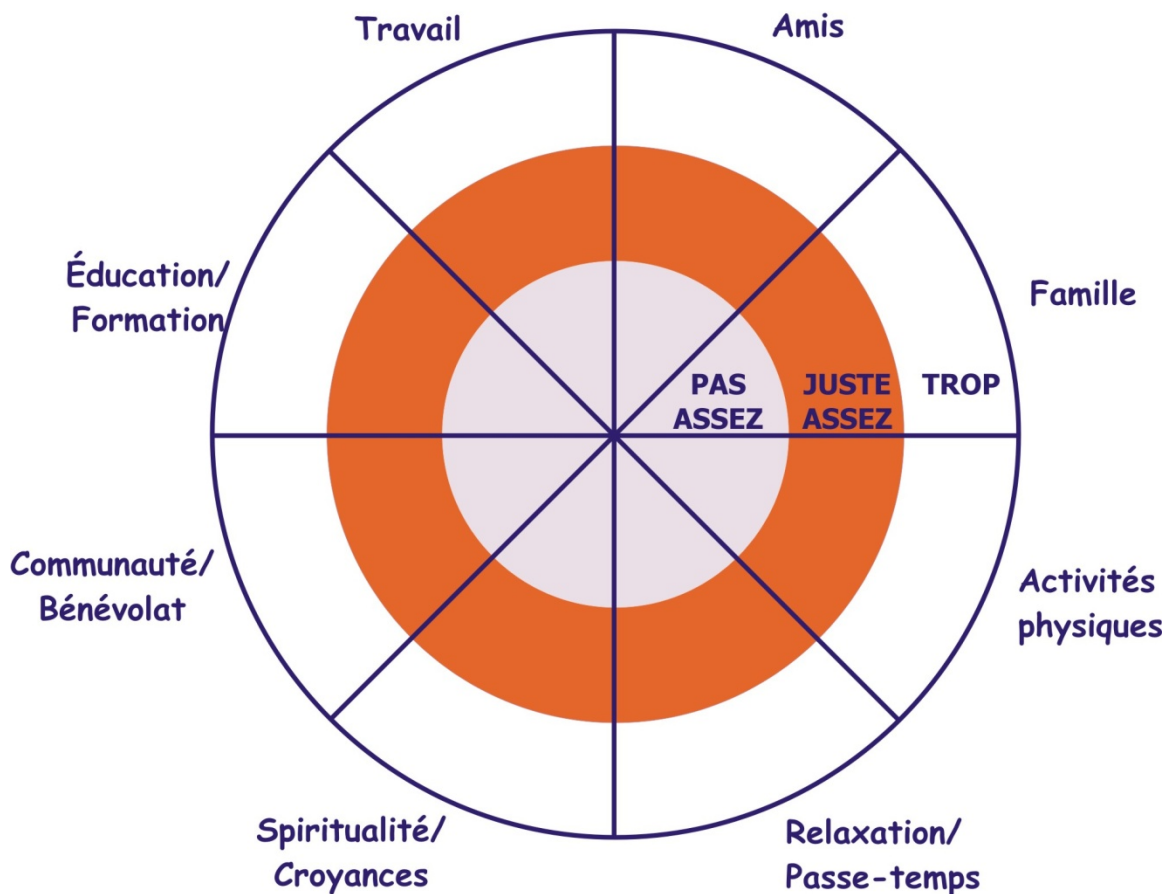 Travail
Amis
Éducation/
Formation
Famille
PAS
ASSEZ
JUSTE
ASSEZ
TROP
Communauté/
Bénévolat
Activités
physiques
Spiritualité/
Croyances
Relaxation/
Passe-temps